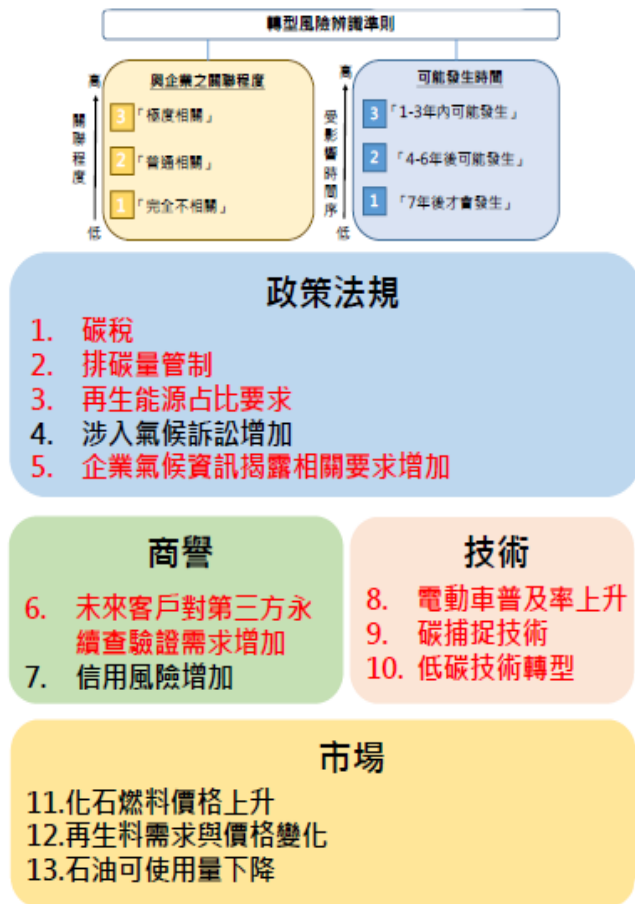 轉型風險辨識準則
與企業之關聯程度
高
關聯程度
低
3 「極度相關」
2 「普通相關」
1 「完全不相關」
可能發生時間
高
受影響時間序
低
3 「1-3年內可能發生」
2 「4-6年後可能發生」
1 「7年後才會發生」
政策法規
1. 碳稅
2. 排碳量管制
3. 再生能源占比要求
4. 涉入氣候訴訟增加
5. 企業氣候資訊揭露相關要求增加
商譽
6. 未來客戶對第三方永
續查驗證需求增加
7. 信用風險增加
技術
8. 電動車普及率上升
9. 碳捕捉技術
10. 低碳技術轉型
市場
11.化石燃料價格上升
12.再生料需求與價格變化
13.石油可使用量下降